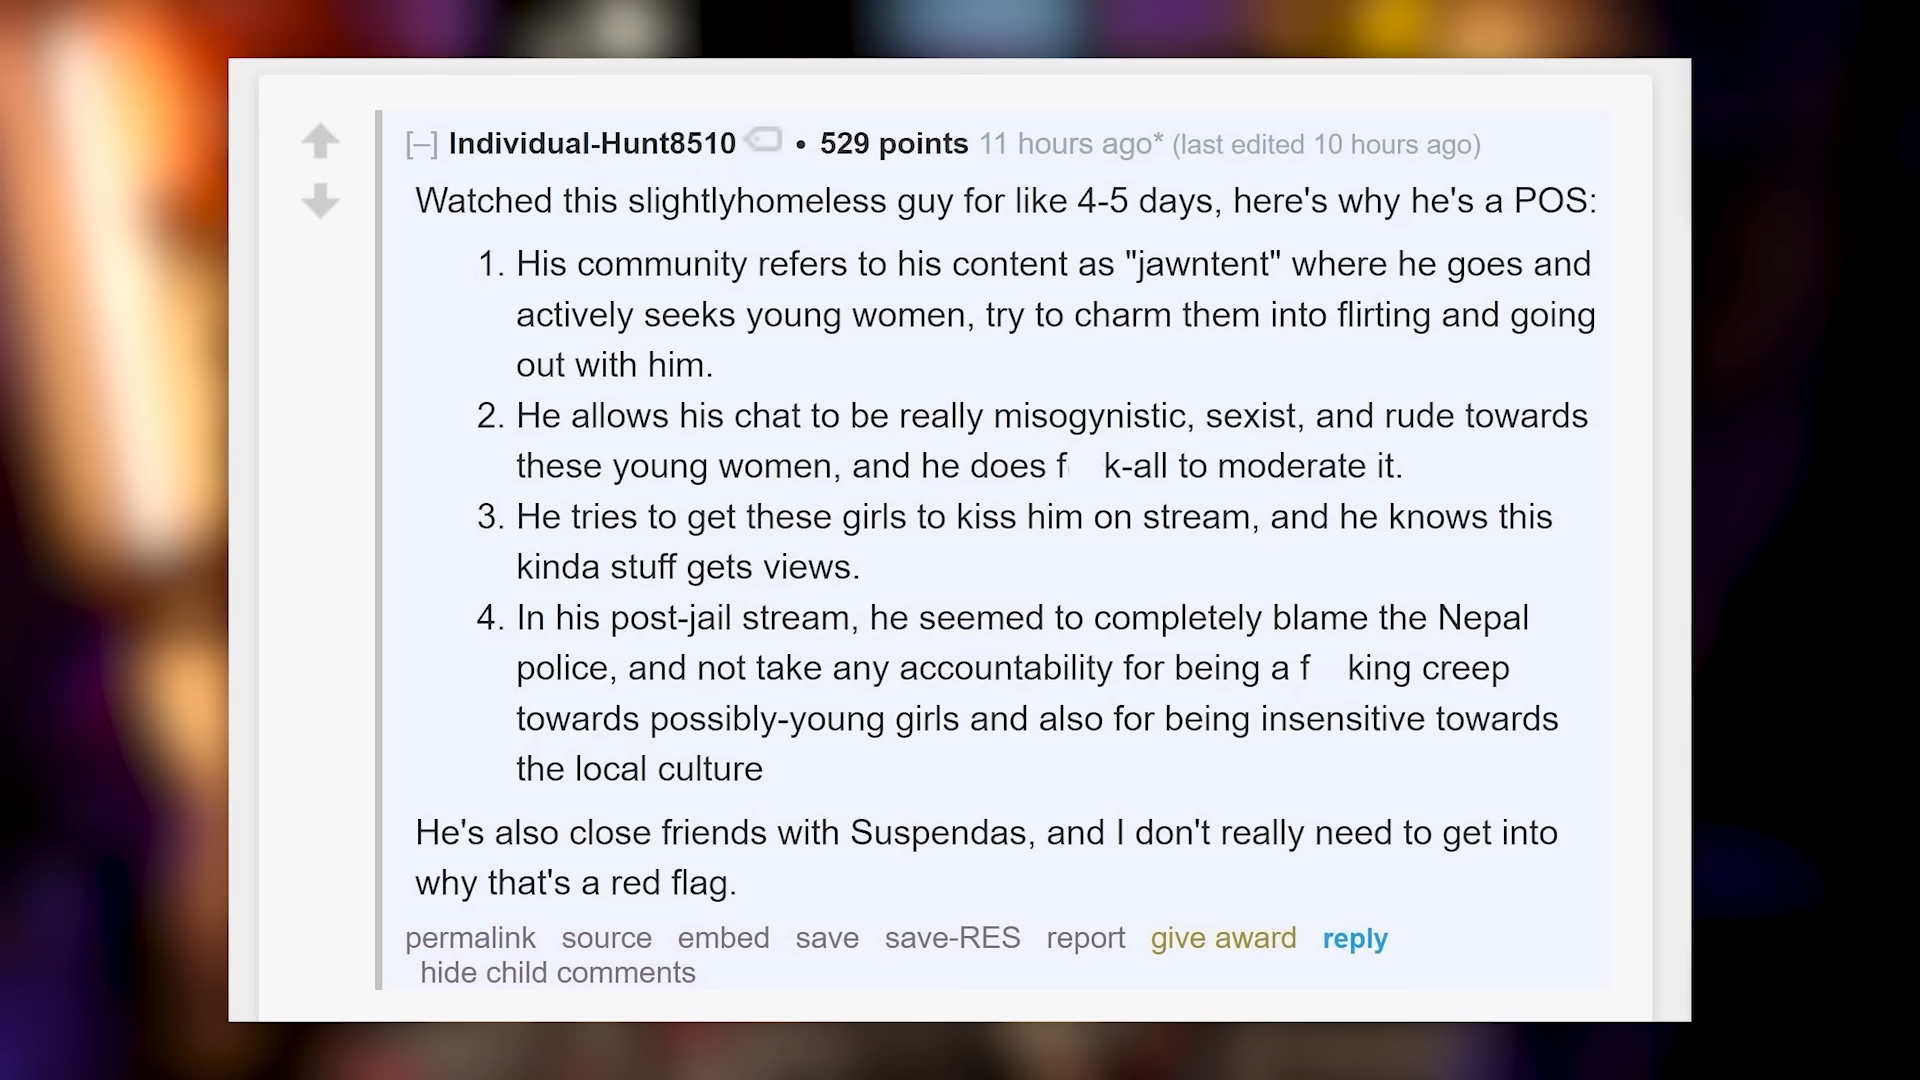 [–] Individual-Hunt8510 • 529 points 11 hours ago* (last edited 10 hours ago)
Watched this slightlyhomeless guy for like 4-5 days, here's why he's a POS:
1. His community refers to his content as "jawntent" where he goes and
actively seeks young women, try to charm them into flirting and going
out with him.
2. He allows his chat to be really misogynistic, sexist, and rude towards
these young women, and he does f k-all to moderate it.
3. He tries to get these girls to kiss him on stream, and he knows this
kinda stuff gets views.
4. In his post-jail stream, he seemed to completely blame the Nepal
police, and not take any accountability for being a f king creep
towards possibly-young girls and also for being insensitive towards
the local culture
He's also close friends with Suspendas, and I don't really need to get into
why that's a red flag.
permalink source embed save save-RES report give award reply
hide child comments